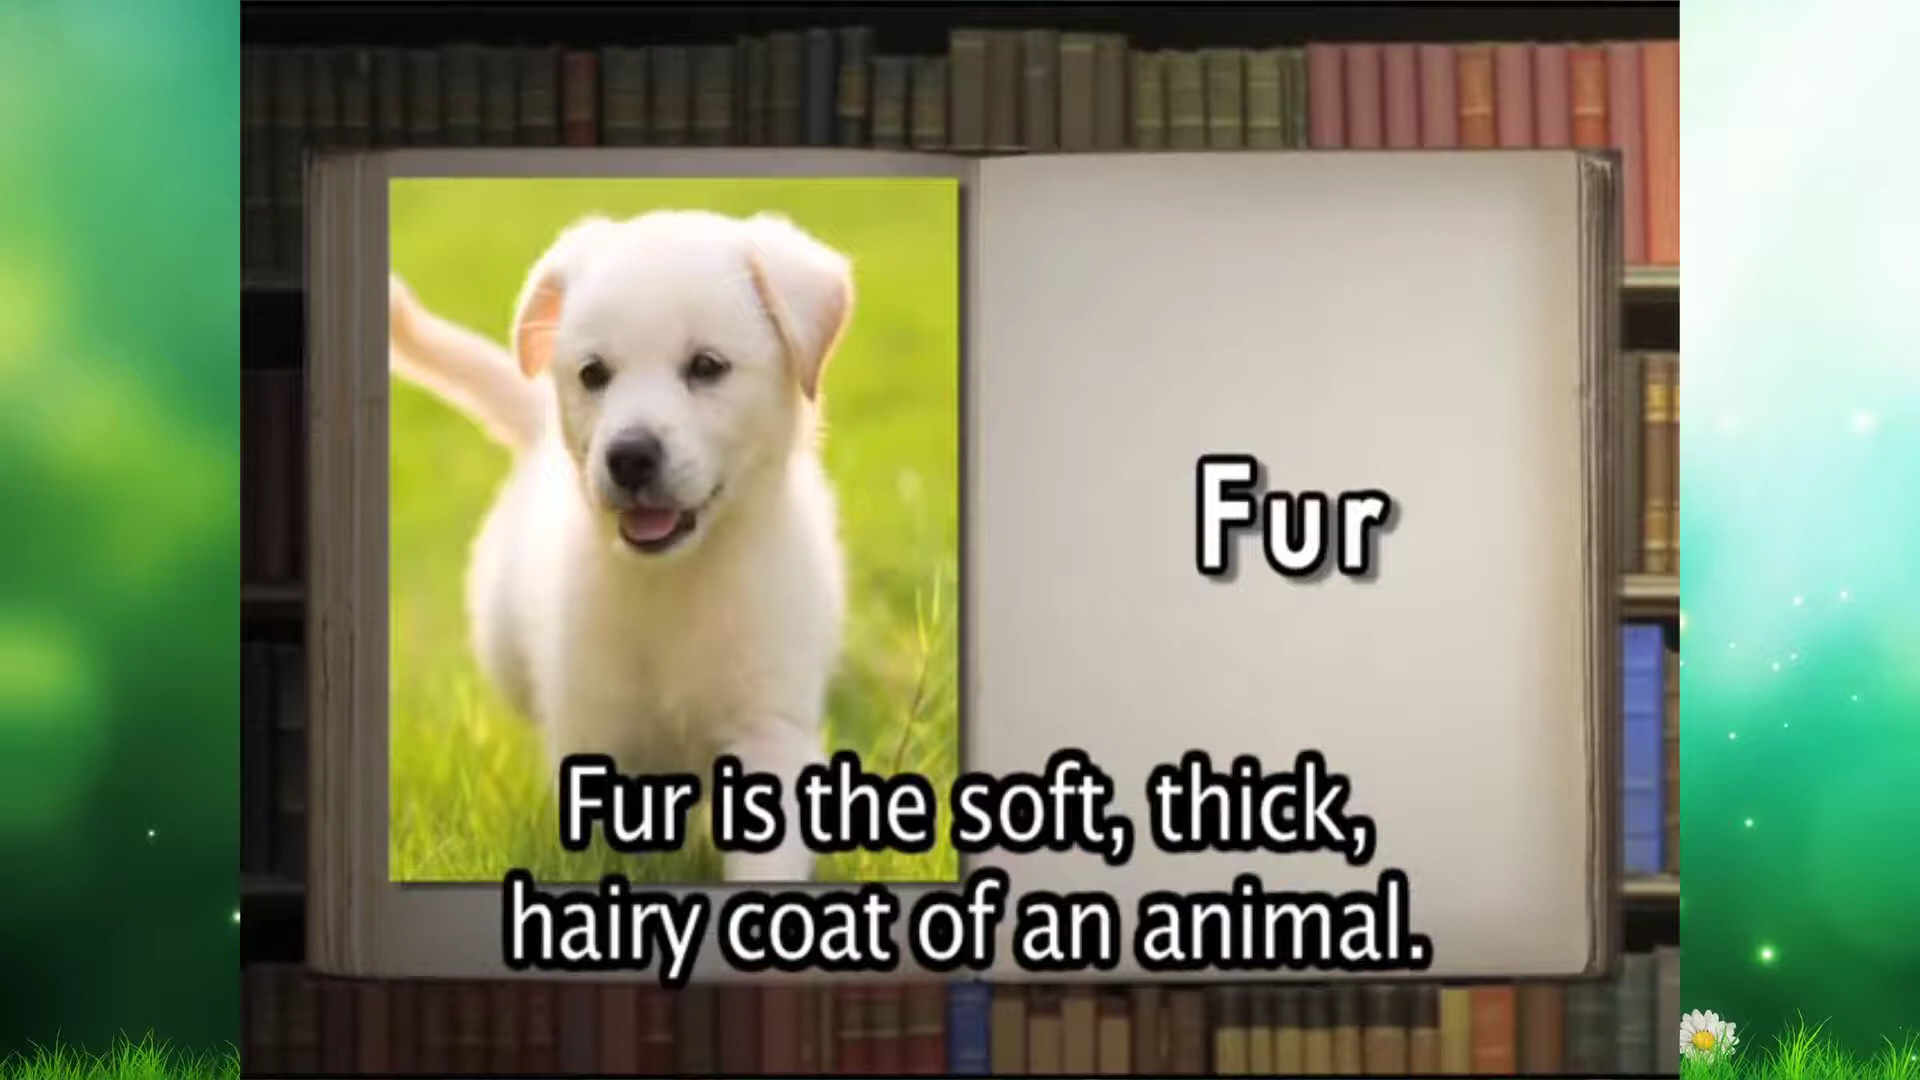 Fur
Fur is the soft, thick,
hairy coat of an animal.